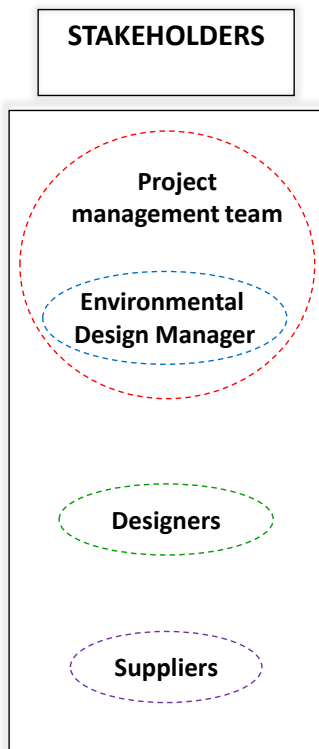 STAKEHOLDERS
Project
management team
Environmental
Design Manager
Designers
Suppliers